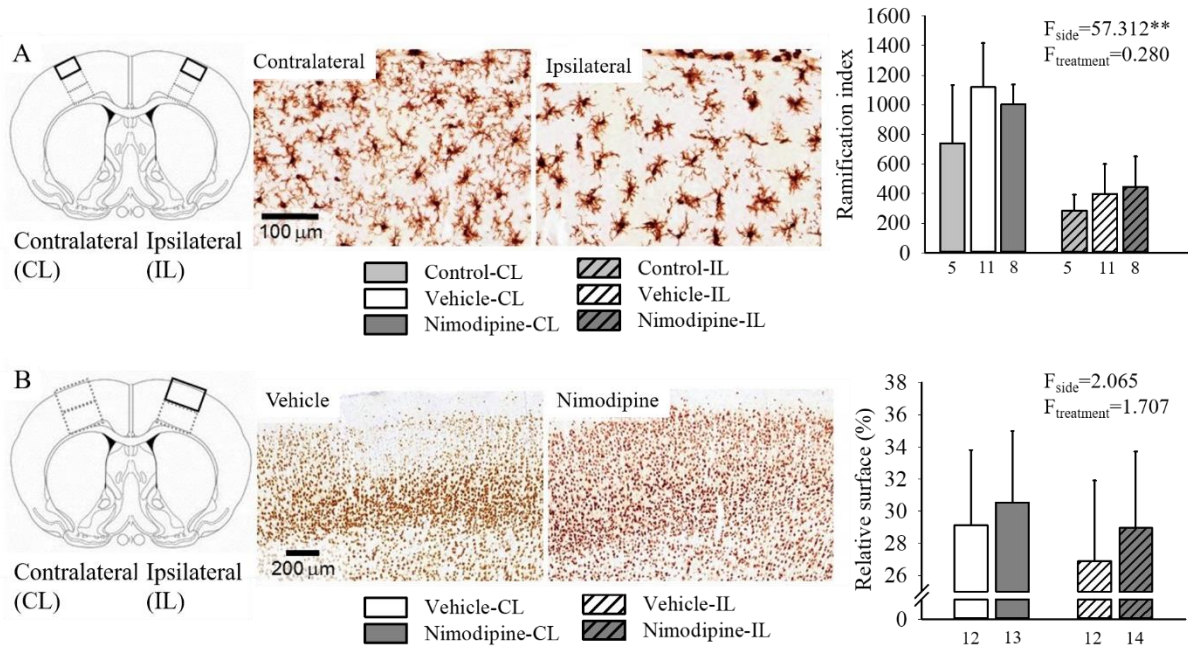 A
Contralateral
(CL)
Ipsilateral
(IL)
Contralateral
100 μm
Ipsilateral
Control-CL
Vehicle-CL
Nimodipine-CL
Control-IL
Vehicle-IL
Nimodipine-IL
Ramification index
1600
1400
1200
1000
800
600
400
200
0
F_side=57.312**
F_treatment=0.280
5 11 8 5 11 8
B
Contralateral
(CL)
Ipsilateral
(IL)
Vehicle
200 μm
Nimodipine
Vehicle-CL
Nimodipine-CL
Vehicle-IL
Nimodipine-IL
Relative surface (%)
38
36
34
32
30
28
26
0
F_side=2.065
F_treatment=1.707
12 13 12 14